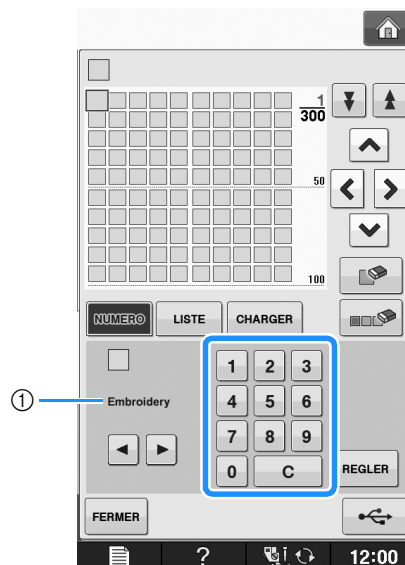 1
300
50
100
NUMERO LISTE CHARGER
1 2 3
① Embroidery 4 5 6
7 8 9
0 C REGLER
FERMER
? 12:00